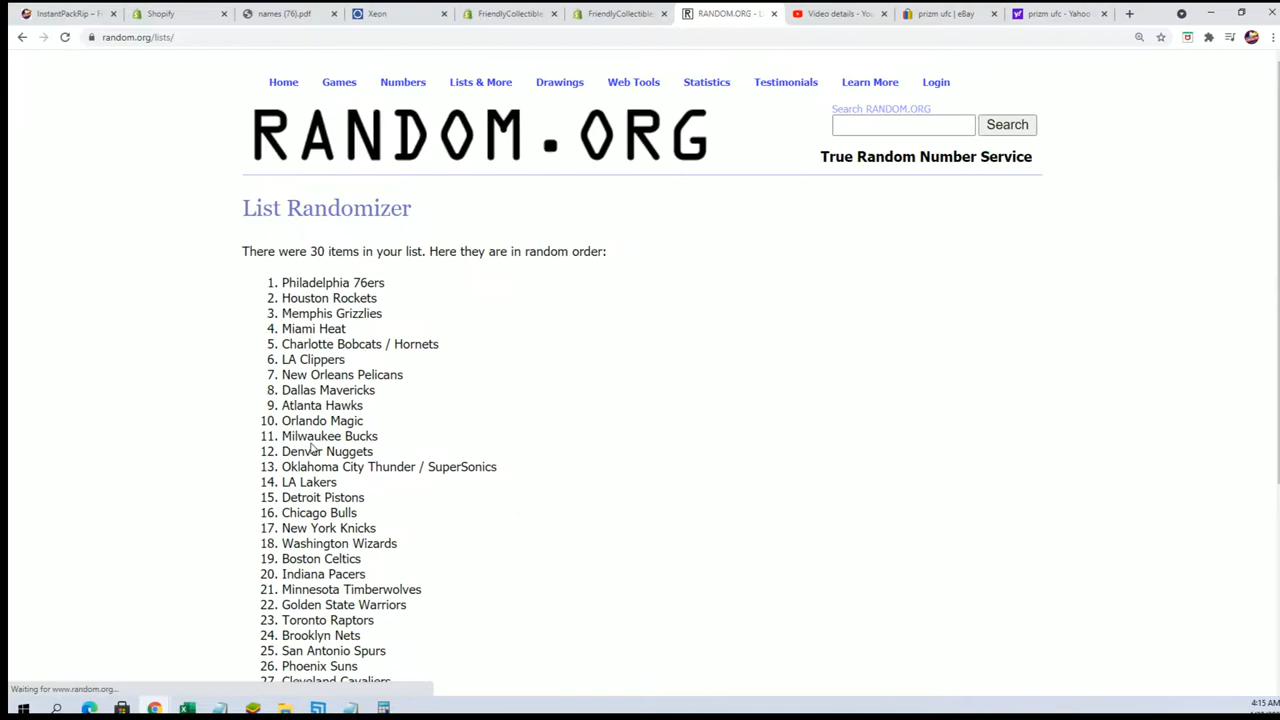 InstantPackRip – F
Shopify
names (76).pdf
Xeon
FriendlyCollectible
FriendlyCollectible
RANDOM.ORG - L
Video details - You
prizm ufc | eBay
prizm ufc - Yahoo
random.org/lists/
Home Games Numbers Lists & More Drawings Web Tools Statistics Testimonials Learn More Login
RANDOM.ORG
Search RANDOM.ORG
Search
True Random Number Service
List Randomizer
There were 30 items in your list. Here they are in random order:
1. Philadelphia 76ers
2. Houston Rockets
3. Memphis Grizzlies
4. Miami Heat
5. Charlotte Bobcats / Hornets
6. LA Clippers
7. New Orleans Pelicans
8. Dallas Mavericks
9. Atlanta Hawks
10. Orlando Magic
11. Milwaukee Bucks
12. Denver Nuggets
13. Oklahoma City Thunder / SuperSonics
14. LA Lakers
15. Detroit Pistons
16. Chicago Bulls
17. New York Knicks
18. Washington Wizards
19. Boston Celtics
20. Indiana Pacers
21. Minnesota Timberwolves
22. Golden State Warriors
23. Toronto Raptors
24. Brooklyn Nets
25. San Antonio Spurs
26. Phoenix Suns
27. Cleveland Cavaliers
Waiting for www.random.org...
4:15 AM